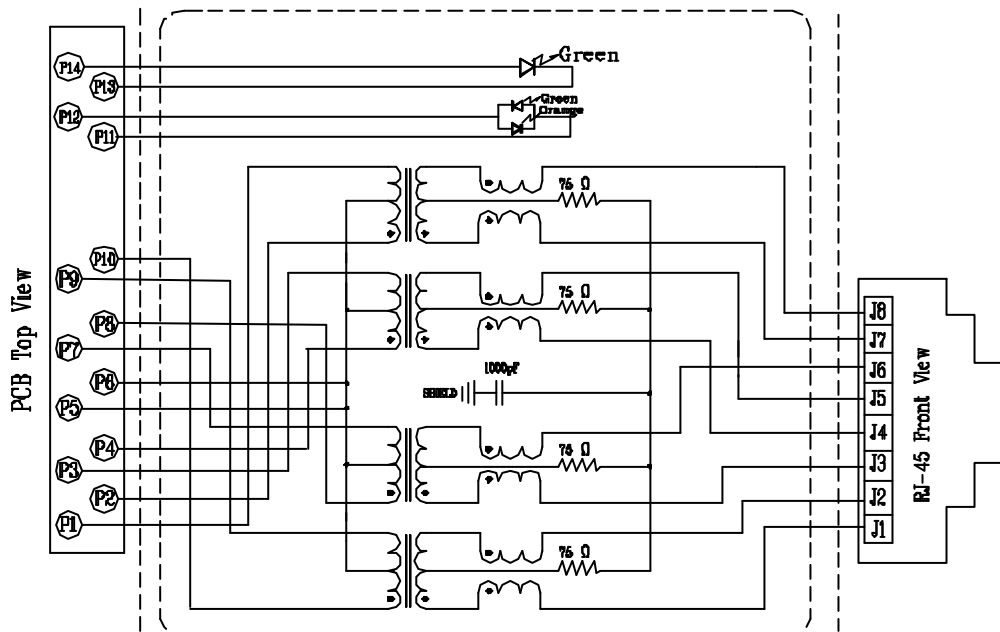 PCB Top View
P14
P13
P12
P11
P10
P9
P8
P7
P6
P5
P4
P3
P2
P1
Green
Green
Orange
75 Ω
75 Ω
1000pF
SHIELD
75 Ω
75 Ω
J8
J7
J6
J5
J4
J3
J2
J1
RJ-45 Front View